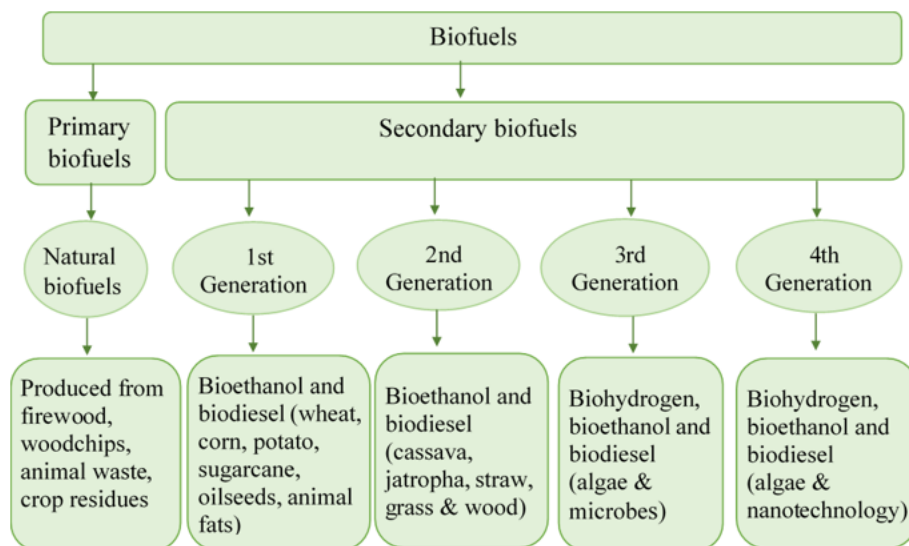 Biofuels
Primary
biofuels
Secondary biofuels
Natural
biofuels
1st
Generation
2nd
Generation
3rd
Generation
4th
Generation
Produced from
firewood,
woodchips,
animal waste,
crop residues
Bioethanol and
biodiesel (wheat,
corn, potato,
sugarcane,
oilseeds, animal
fats)
Bioethanol and
biodiesel
(cassava,
jatropha, straw,
grass & wood)
Biohydrogen,
bioethanol and
biodiesel
(algae &
microbes)
Biohydrogen,
bioethanol and
biodiesel
(algae &
nanotechnology)